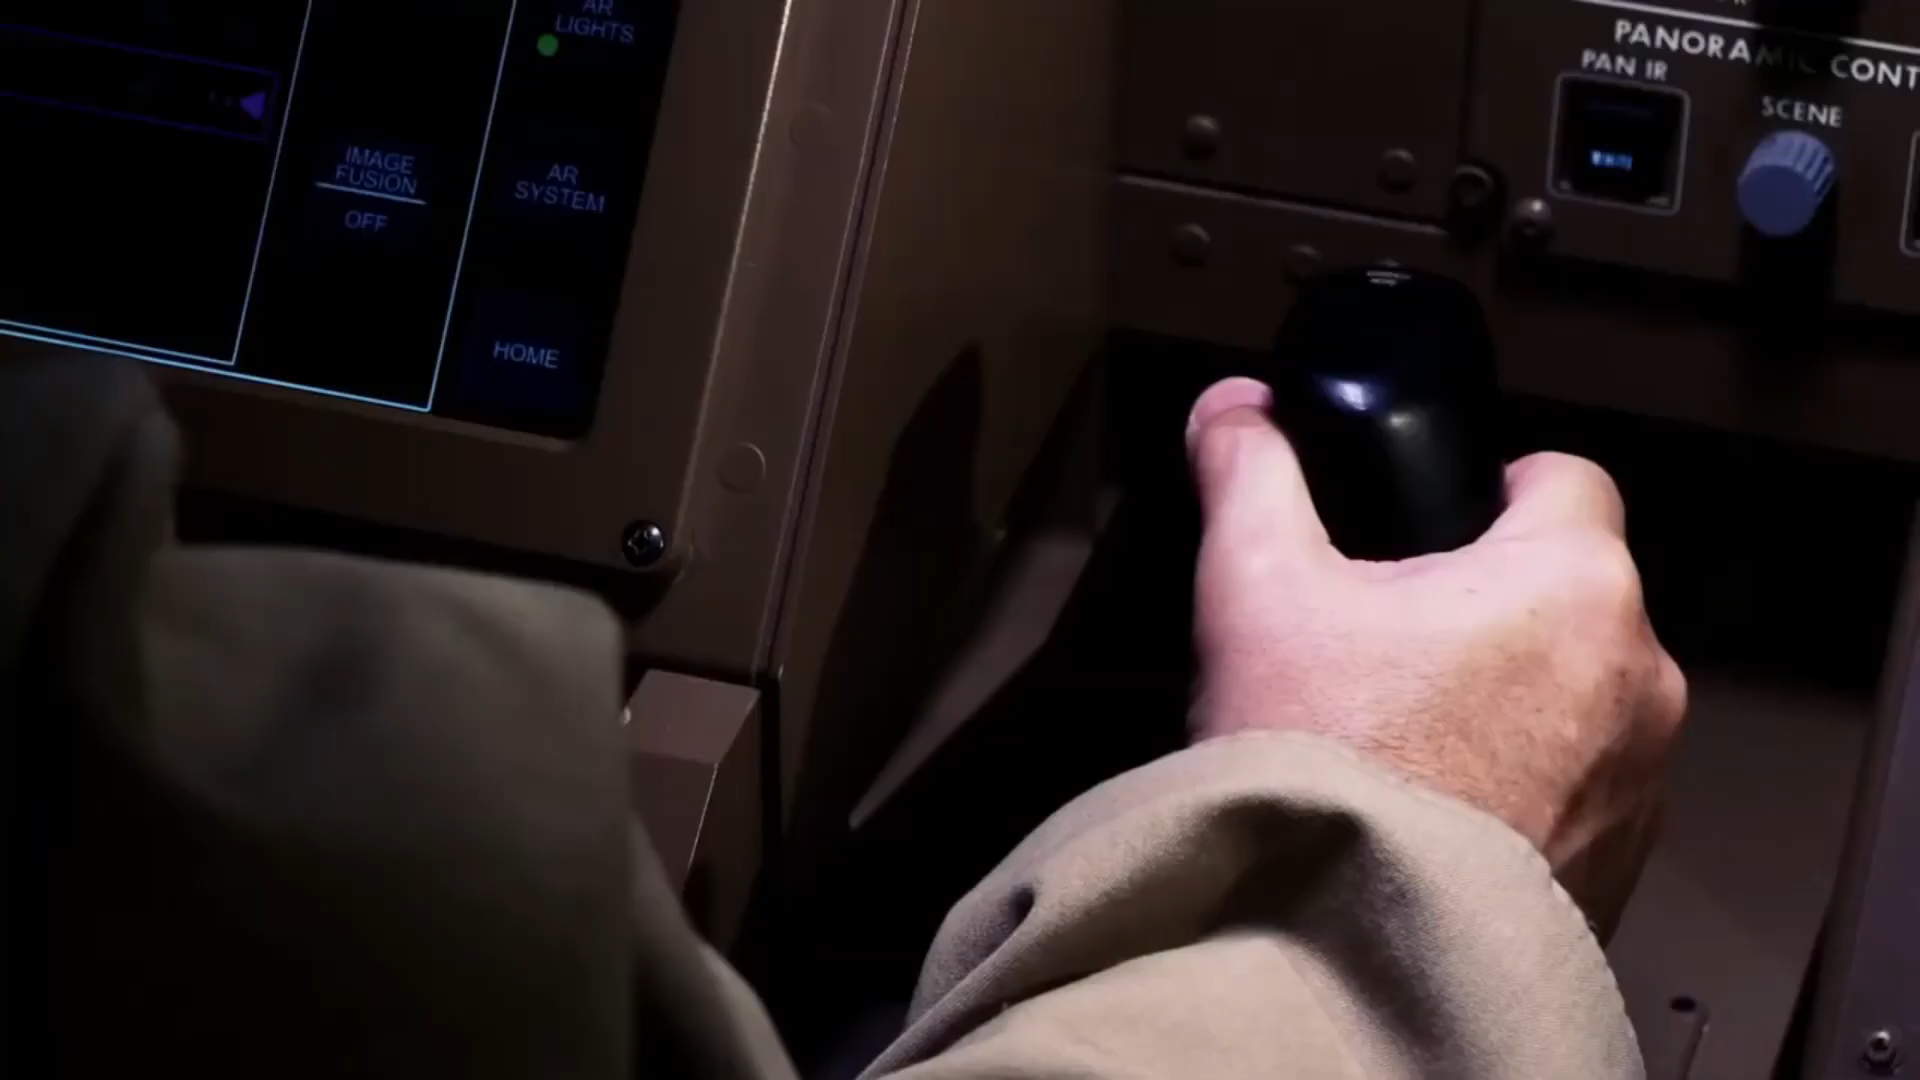 AR
LIGHTS
IMAGE
FUSION
OFF
AR
SYSTEM
HOME
PANORAMIC CONT
PAN IR
SCENE